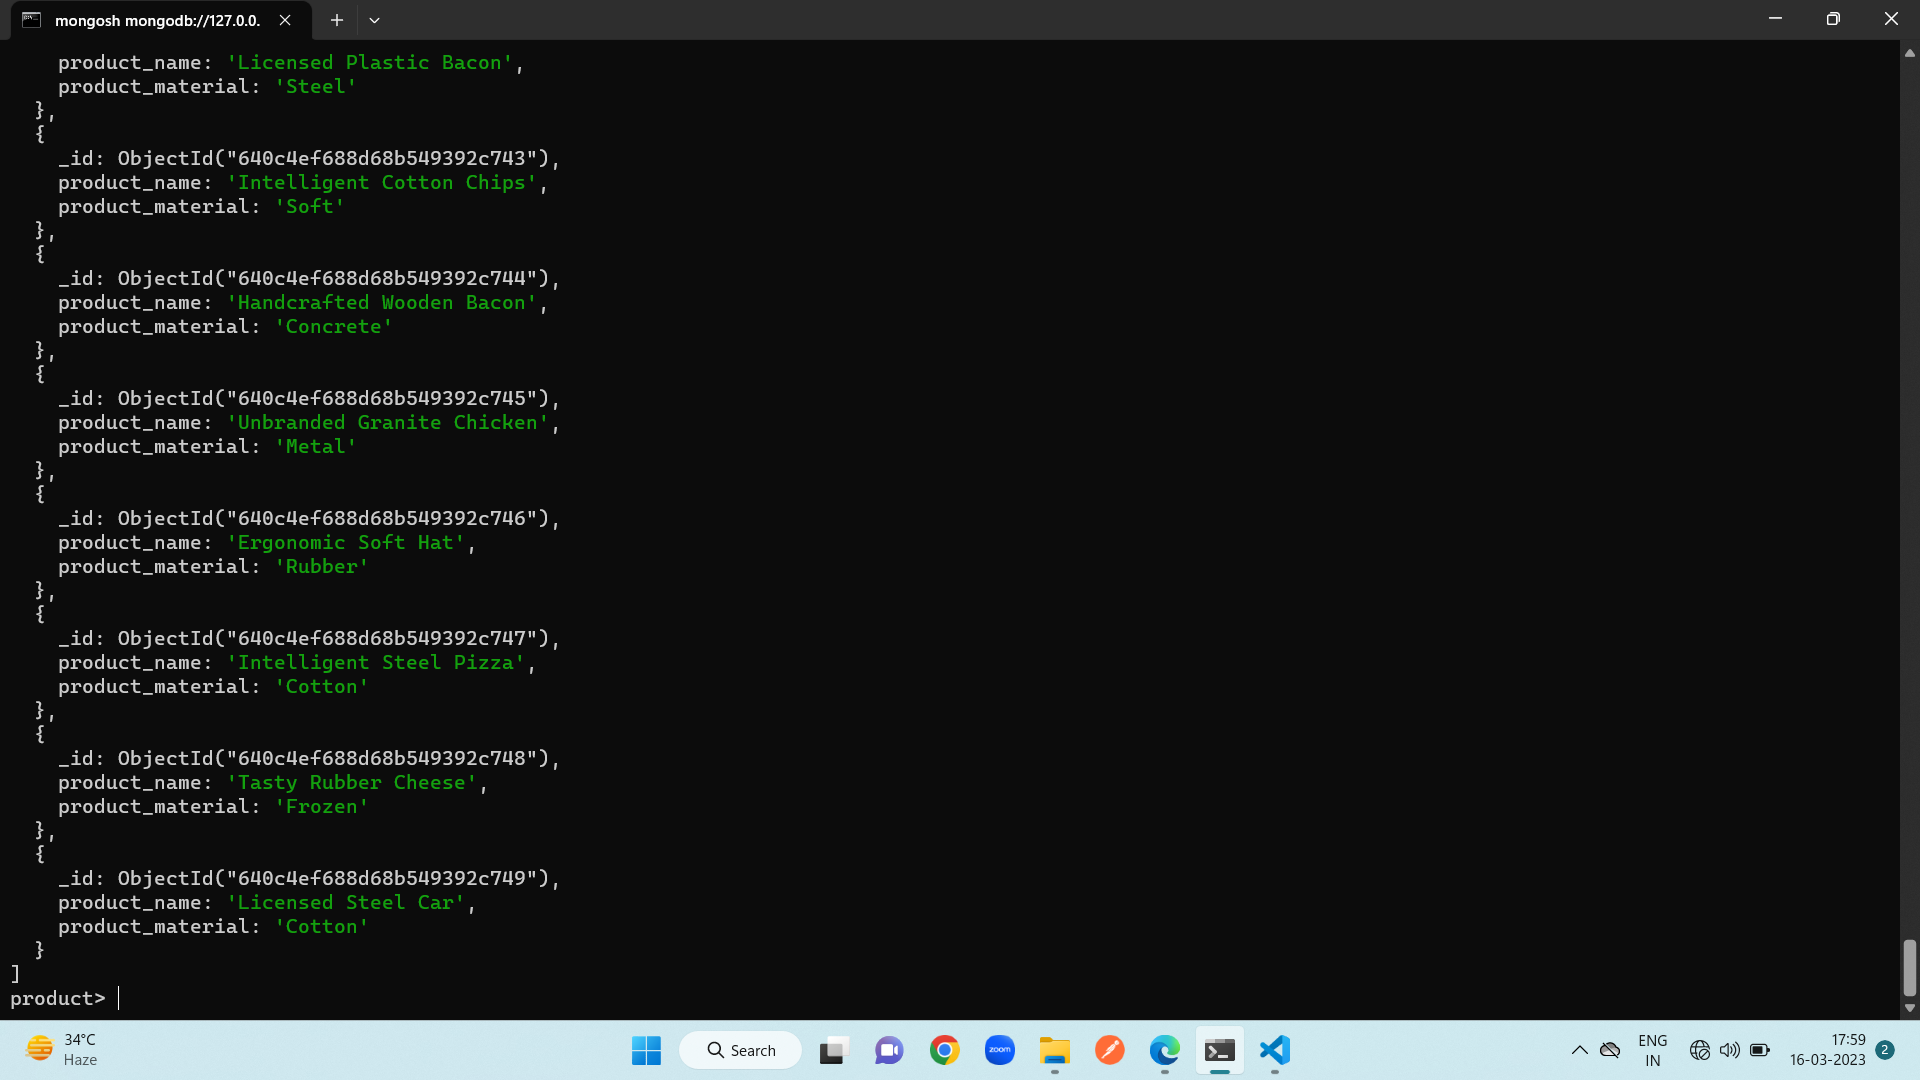 mongosh mongodb://127.0.0.
product_name: 'Licensed Plastic Bacon',
product_material: 'Steel'
},
{
_id: ObjectId("640c4ef688d68b549392c743"),
product_name: 'Intelligent Cotton Chips',
product_material: 'Soft'
},
{
_id: ObjectId("640c4ef688d68b549392c744"),
product_name: 'Handcrafted Wooden Bacon',
product_material: 'Concrete'
},
{
_id: ObjectId("640c4ef688d68b549392c745"),
product_name: 'Unbranded Granite Chicken',
product_material: 'Metal'
},
{
_id: ObjectId("640c4ef688d68b549392c746"),
product_name: 'Ergonomic Soft Hat',
product_material: 'Rubber'
},
{
_id: ObjectId("640c4ef688d68b549392c747"),
product_name: 'Intelligent Steel Pizza',
product_material: 'Cotton'
},
{
_id: ObjectId("640c4ef688d68b549392c748"),
product_name: 'Tasty Rubber Cheese',
product_material: 'Frozen'
},
{
_id: ObjectId("640c4ef688d68b549392c749"),
product_name: 'Licensed Steel Car',
product_material: 'Cotton'
}
]
product>
34°C
Haze
Search
zoom
ENG
IN
17:59
16-03-2023
2